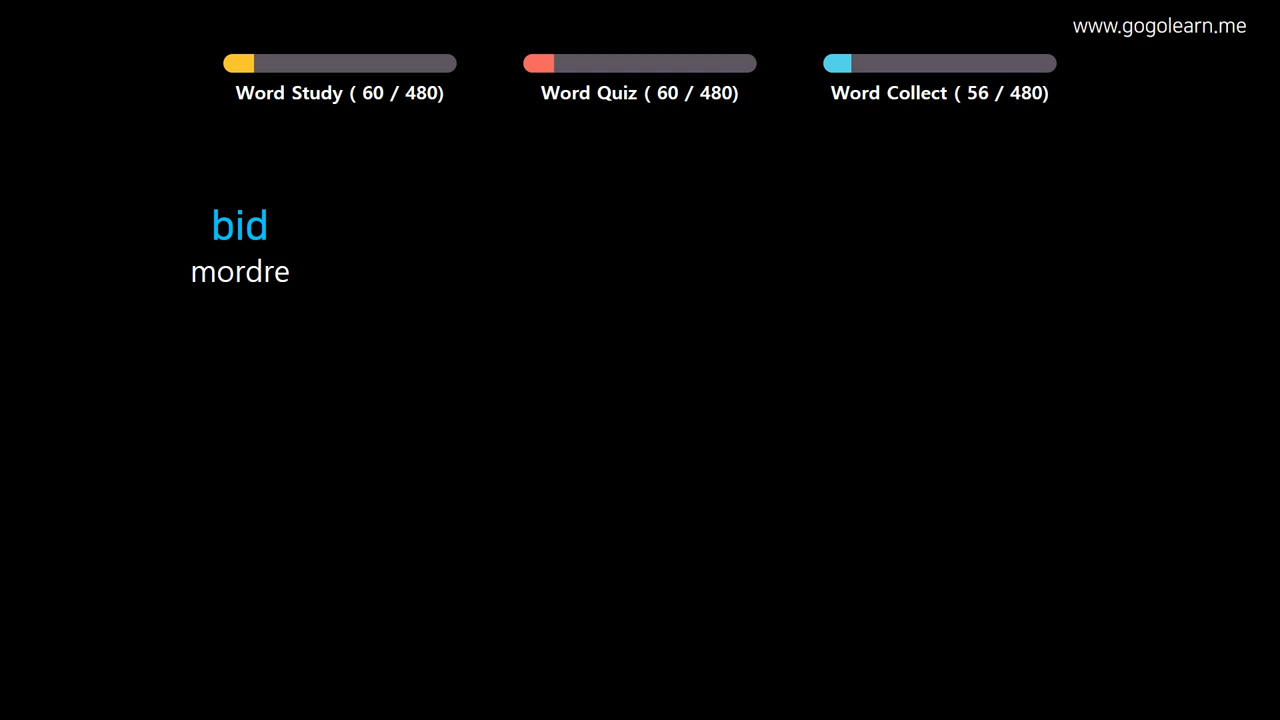 www.gogolearn.me
Word Study ( 60 / 480)
Word Quiz ( 60 / 480)
Word Collect ( 56 / 480)
bid
mordre